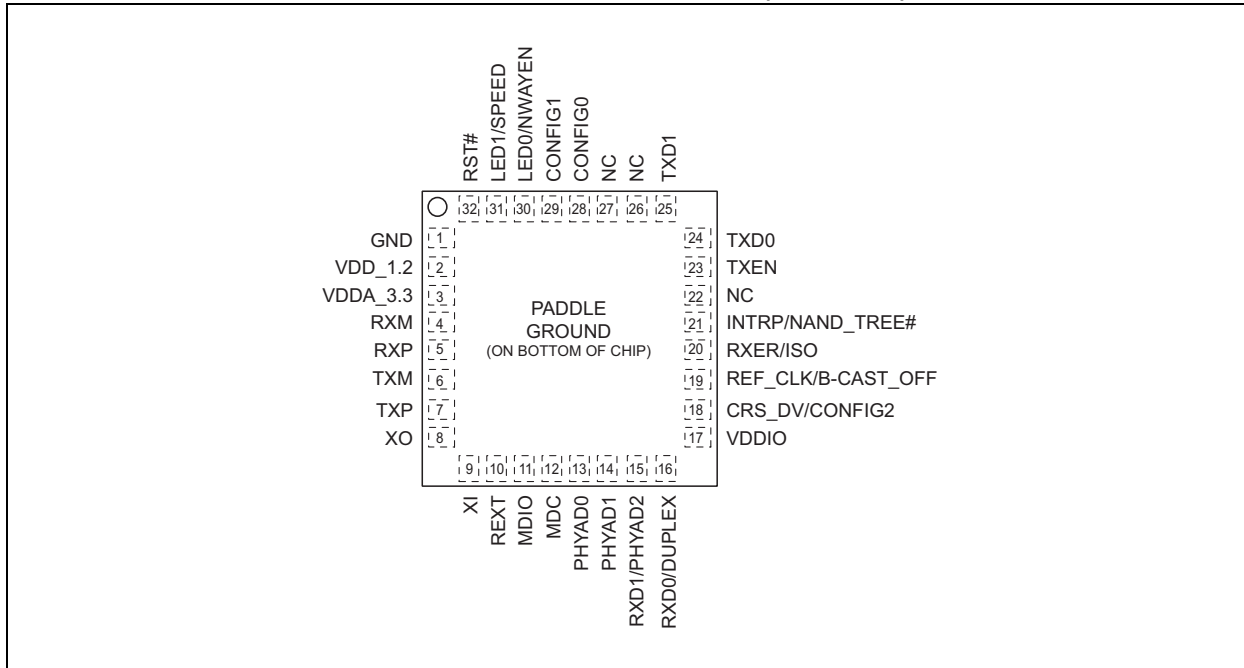 RST#
LED1/SPEED
LED0/NWAYEN
CONFIG1
CONFIG0
NC
NC
TXD1
32 31 30 29 28 27 26 25
GND 1
VDD_1.2 2
VDDA_3.3 3
RXM 4
RXP 5
TXM 6
TXP 7
XO 8
PADDLE
GROUND
(ON BOTTOM OF CHIP)
24 TXD0
23 TXEN
22 NC
21 INTRP/NAND_TREE#
20 RXER/ISO
19 REF_CLK/B-CAST_OFF
18 CRS_DV/CONFIG2
17 VDDIO
9 10 11 12 13 14 15 16
XI
REXT
MDIO
MDC
PHYAD0
PHYAD1
RXD1/PHYAD2
RXD0/DUPLEX